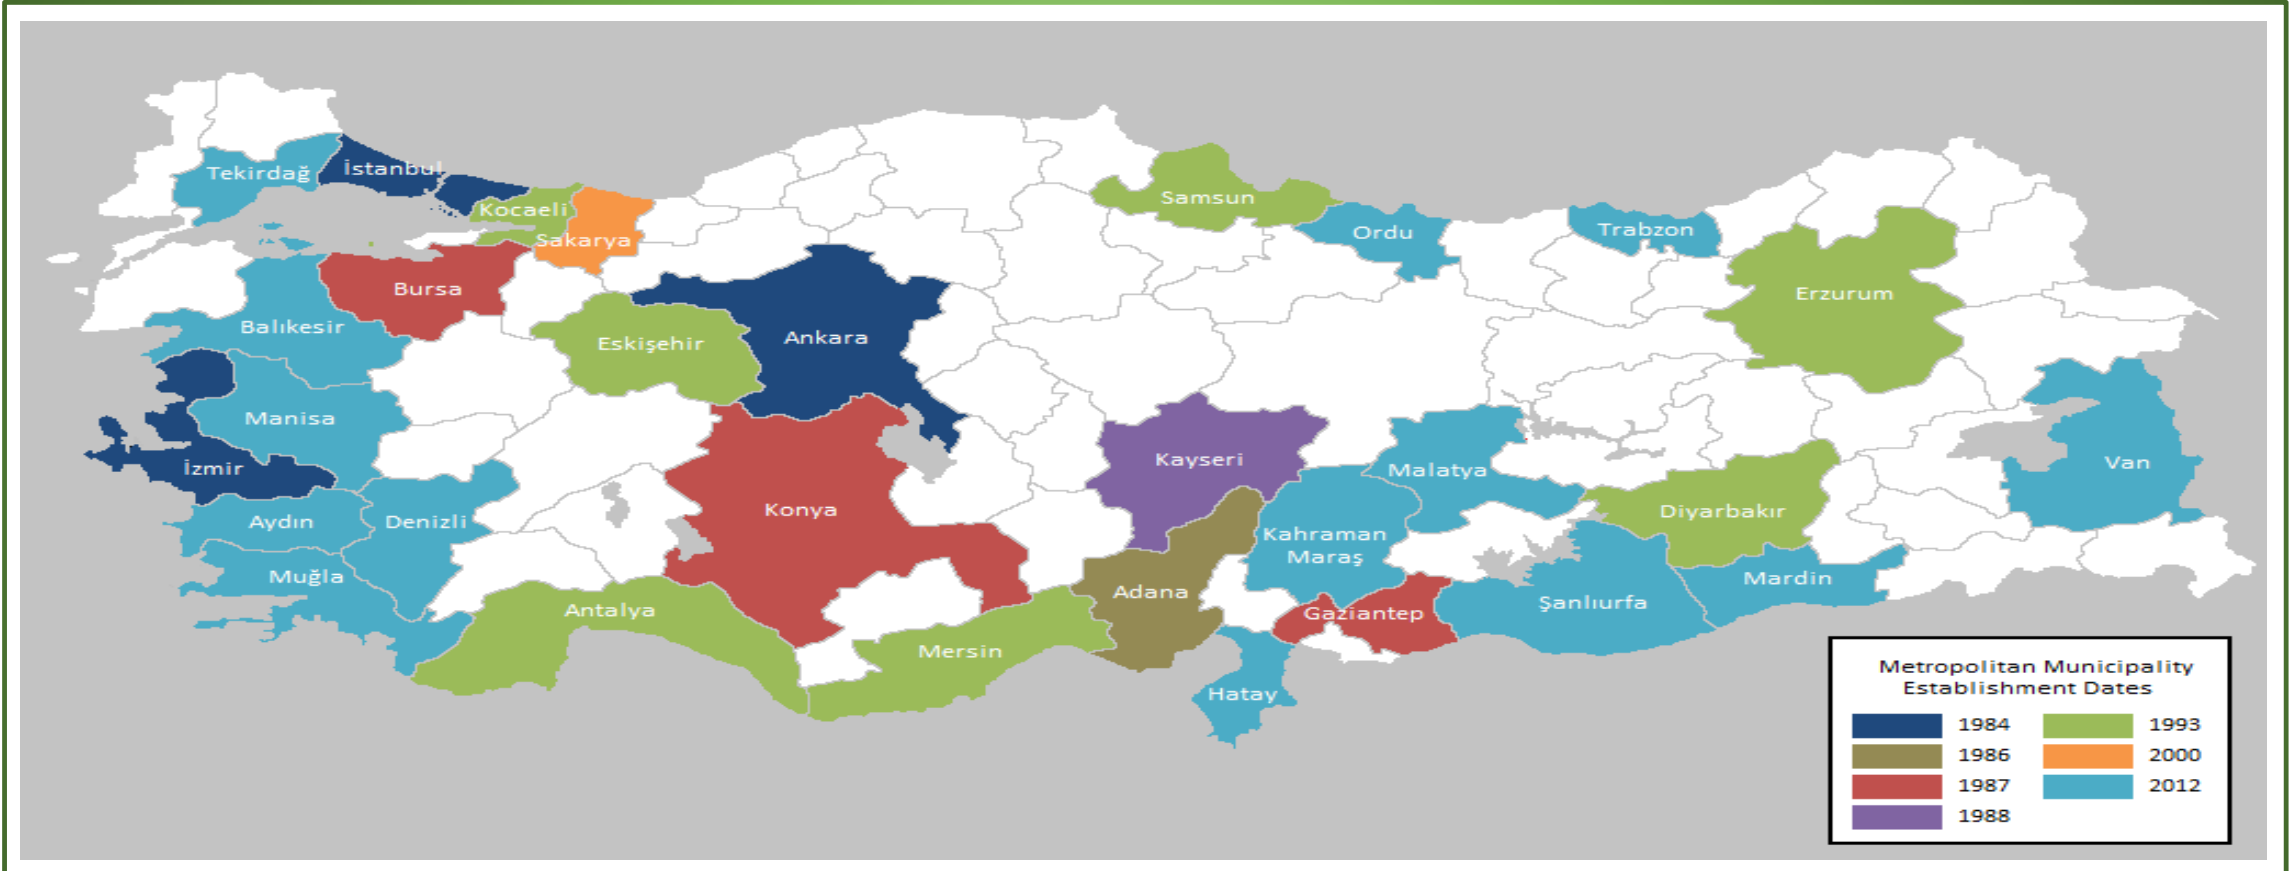 Tekirdağ
İstanbul
Kocaeli
Sakarya
Samsun
Ordu
Trabzon
Bursa
Erzurum
Balıkesir
Eskişehir
Ankara
Manisa
İzmir
Kayseri
Malatya
Van
Aydın
Denizli
Konya
Diyarbakır
Kahraman
Maraş
Muğla
Mardin
Antalya
Adana
Gaziantep
Şanlıurfa
Mersin
Hatay
Metropolitan Municipality
Establishment Dates
1984 1993
1986 2000
1987 2012
1988